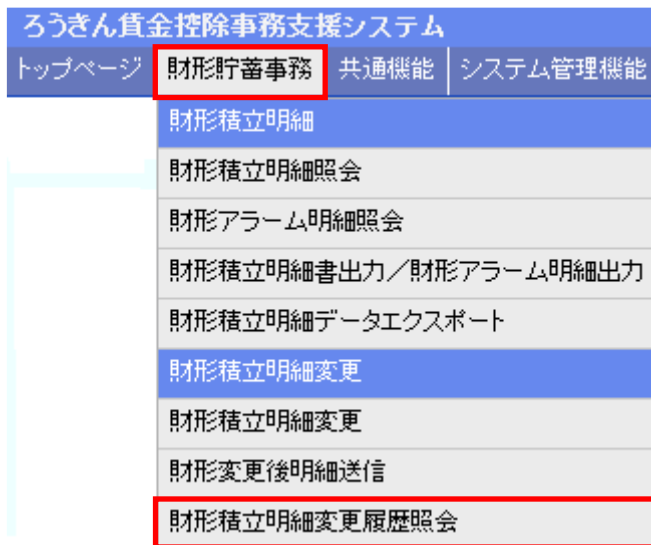 ろうきん賃金控除事務支援システム
トップページ 財形貯蓄事務 共通機能 システム管理機能
財形積立明細
財形積立明細照会
財形アラーム明細照会
財形積立明細書出力／財形アラーム明細出力
財形積立明細データエクスポート
財形積立明細変更
財形積立明細変更
財形変更後明細送信
財形積立明細変更履歴照会